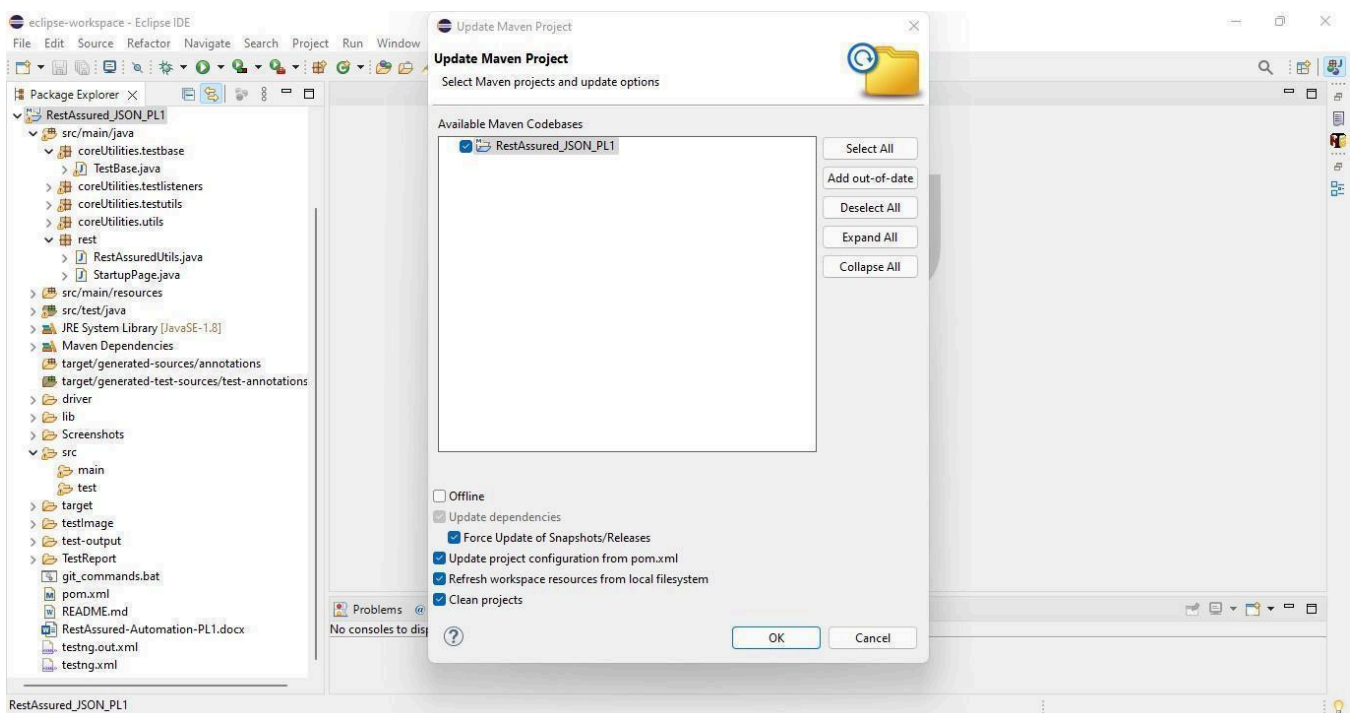 eclipse-workspace - Eclipse IDE
File Edit Source Refactor Navigate Search Project Run Window
Package Explorer
RestAssured_JSON_PL1
src/main/java
coreUtilities.testbase
TestBase.java
coreUtilities.testlisteners
coreUtilities.testutils
coreUtilities.utils
rest
RestAssuredUtils.java
StartupPage.java
src/main/resources
src/test/java
JRE System Library [JavaSE-1.8]
Maven Dependencies
target/generated-sources/annotations
target/generated-test-sources/test-annotations
driver
lib
Screenshots
src
main
test
target
testImage
test-output
TestReport
git_commands.bat
pom.xml
README.md
RestAssured-Automation-PL1.docx
testng.out.xml
testng.xml
RestAssured_JSON_PL1
Update Maven Project
Update Maven Project
Select Maven projects and update options
Available Maven Codebases
RestAssured_JSON_PL1
Select All
Add out-of-date
Deselect All
Expand All
Collapse All
Offline
Update dependencies
Force Update of Snapshots/Releases
Update project configuration from pom.xml
Refresh workspace resources from local filesystem
Clean projects
OK Cancel
Problems @
No consoles to disp